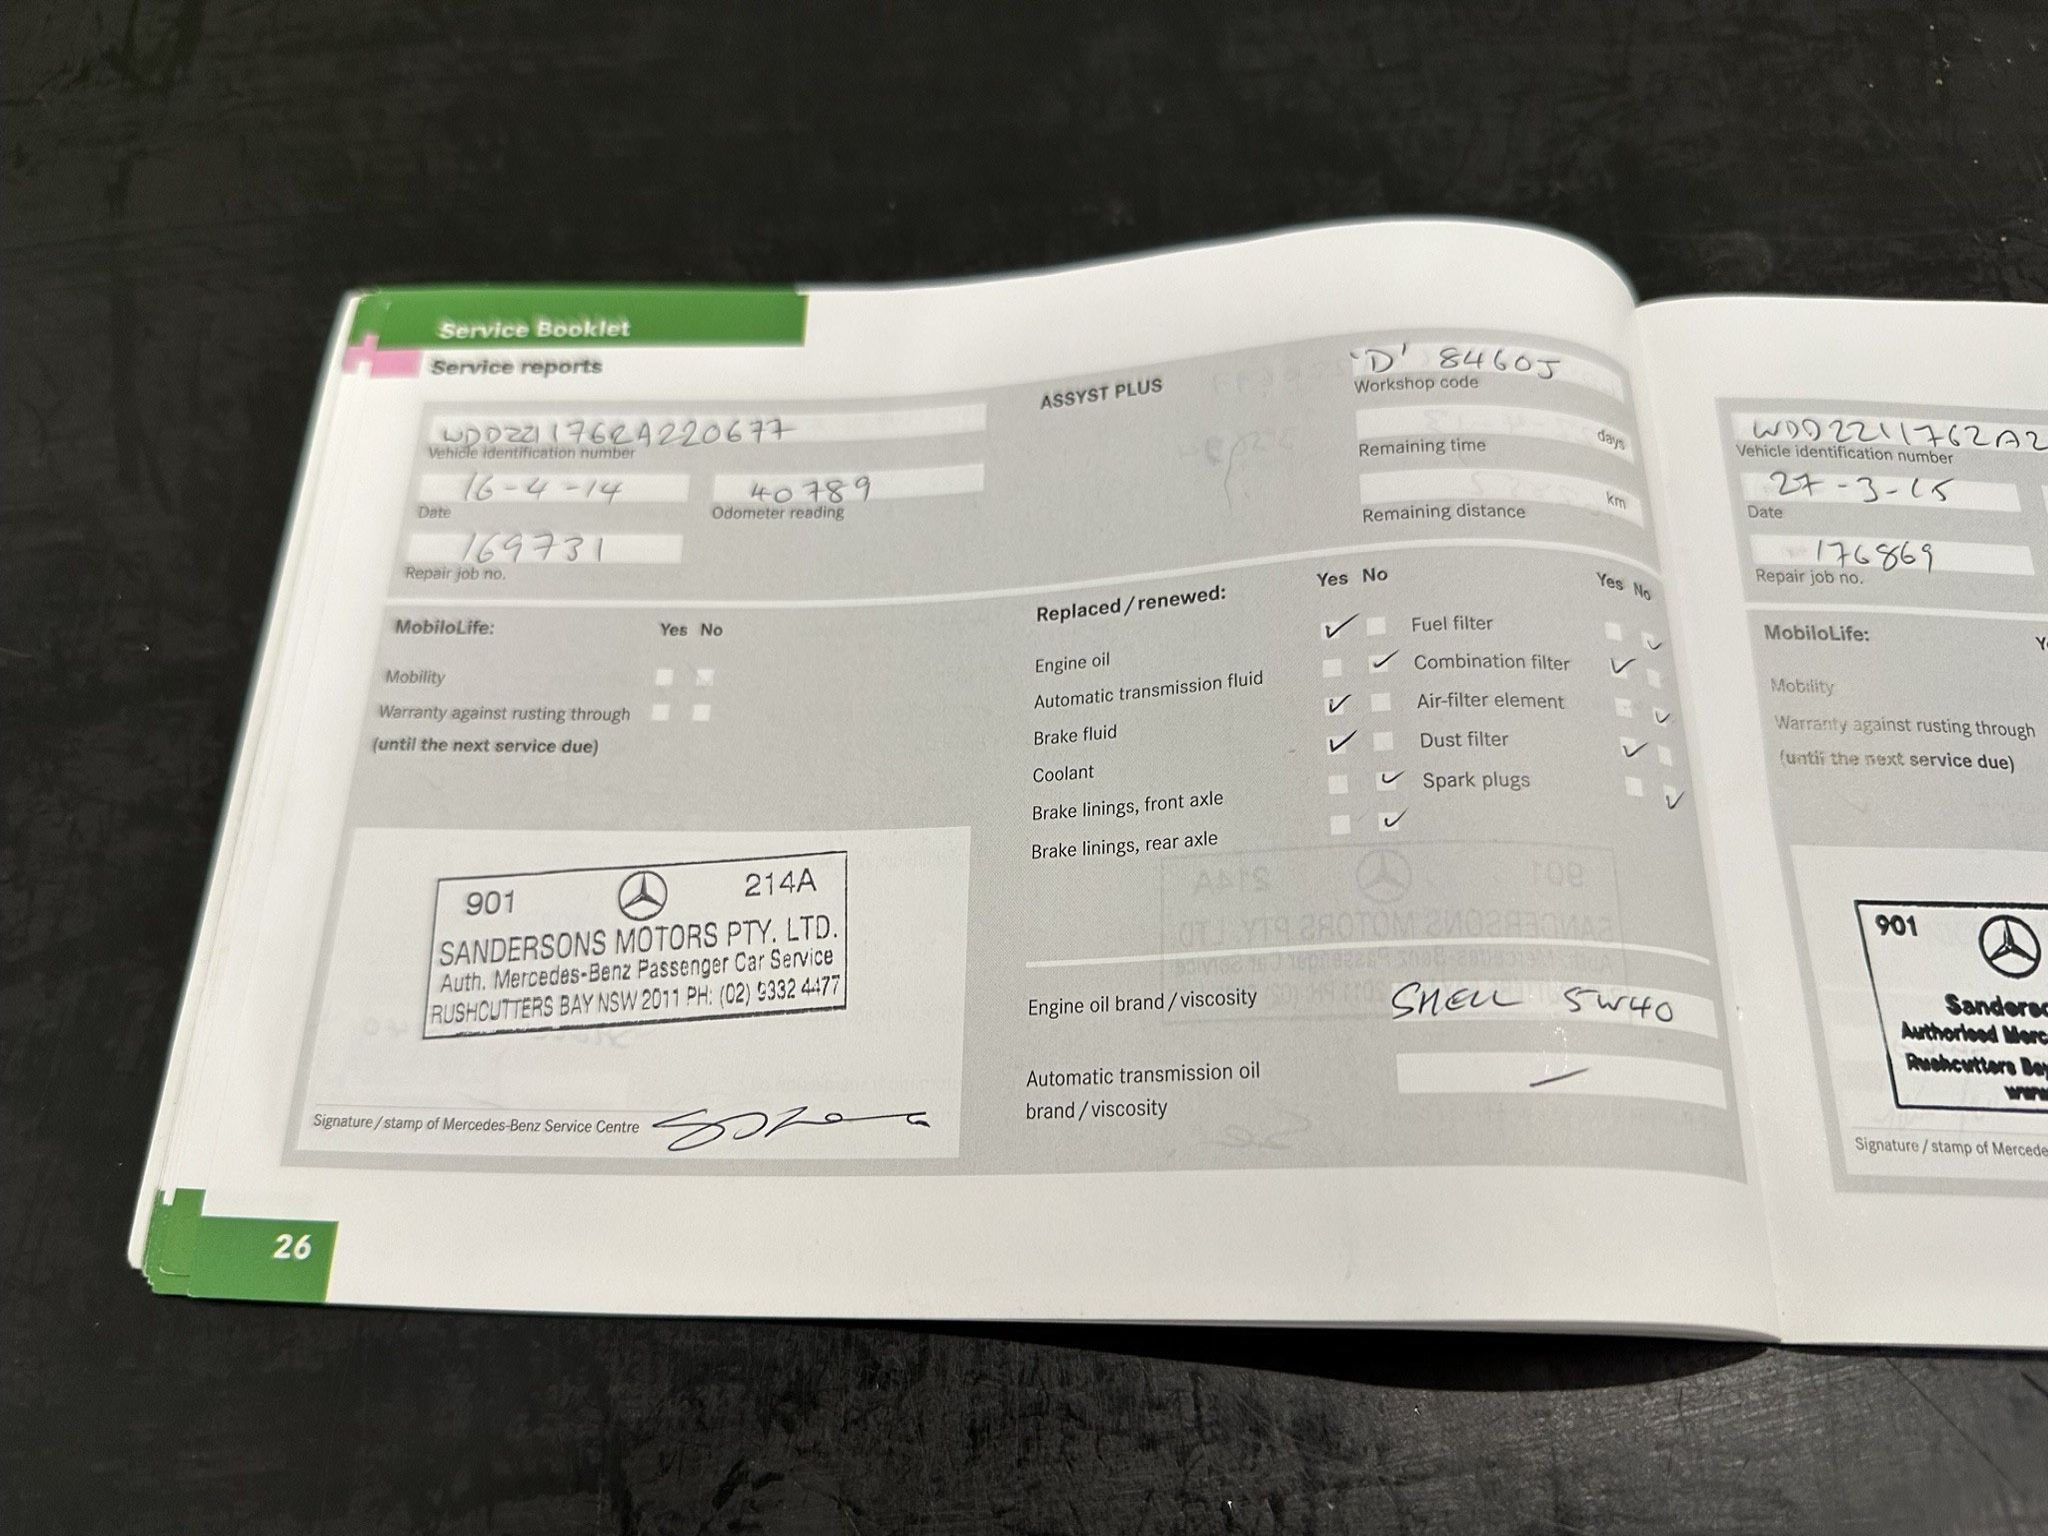 Service Booklet
Service reports
WDD2211762A220677
Vehicle identification number
16-4-14
Date
40789
Odometer reading
169731
Repair job no.
ASSYST PLUS
'D' 8460J
Workshop code
Remaining time
days
Remaining distance
km
MobiloLife:
Yes No
Mobility
Warranty against rusting through
(until the next service due)
Replaced/renewed:
Yes No
Yes No
Engine oil
Automatic transmission fluid
Brake fluid
Coolant
Brake linings, front axle
Brake linings, rear axle
Fuel filter
Combination filter
Air-filter element
Dust filter
Spark plugs
901 214A
SANDERSONS MOTORS PTY. LTD.
Auth. Mercedes-Benz Passenger Car Service
RUSHCUTTERS BAY NSW 2011 PH: (02) 9332 4477
Signature/stamp of Mercedes-Benz Service Centre
Engine oil brand/viscosity
SHELL 5W40
Automatic transmission oil
brand/viscosity
26
WDD2211762A2
Vehicle identification number
27-3-15
Date
176869
Repair job no.
MobiloLife:
Y
Mobility
Warranty against rusting through
(until the next service due)
901
Sanderso
Authorised Merc
Rushcutters Bay
www
Signature/stamp of Mercede